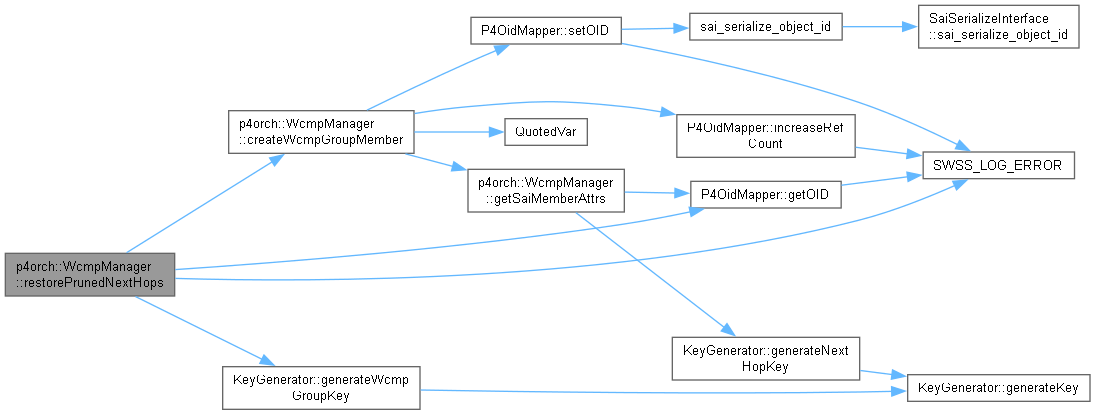 P4OidMapper::setOID
sai_serialize_object_id
SaiSerializeInterface
::sai_serialize_object_id
p4orch::WcmpManager
::createWcmpGroupMember
QuotedVar
P4OidMapper::increaseRef
Count
SWSS_LOG_ERROR
p4orch::WcmpManager
::getSaiMemberAttrs
P4OidMapper::getOID
p4orch::WcmpManager
::restorePrunedNextHops
KeyGenerator::generateNext
HopKey
KeyGenerator::generateWcmp
GroupKey
KeyGenerator::generateKey